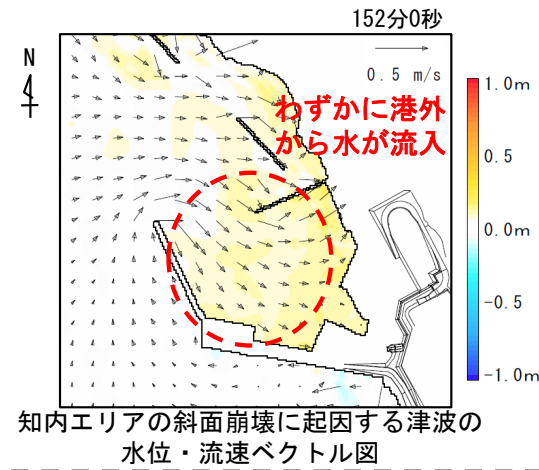 152分0秒
N
0.5 m/s
わずかに港外
から水が流入
1.0m
0.5
0.0m
-0.5
-1.0m
知内エリアの斜面崩壊に起因する津波の
水位・流速ベクトル図